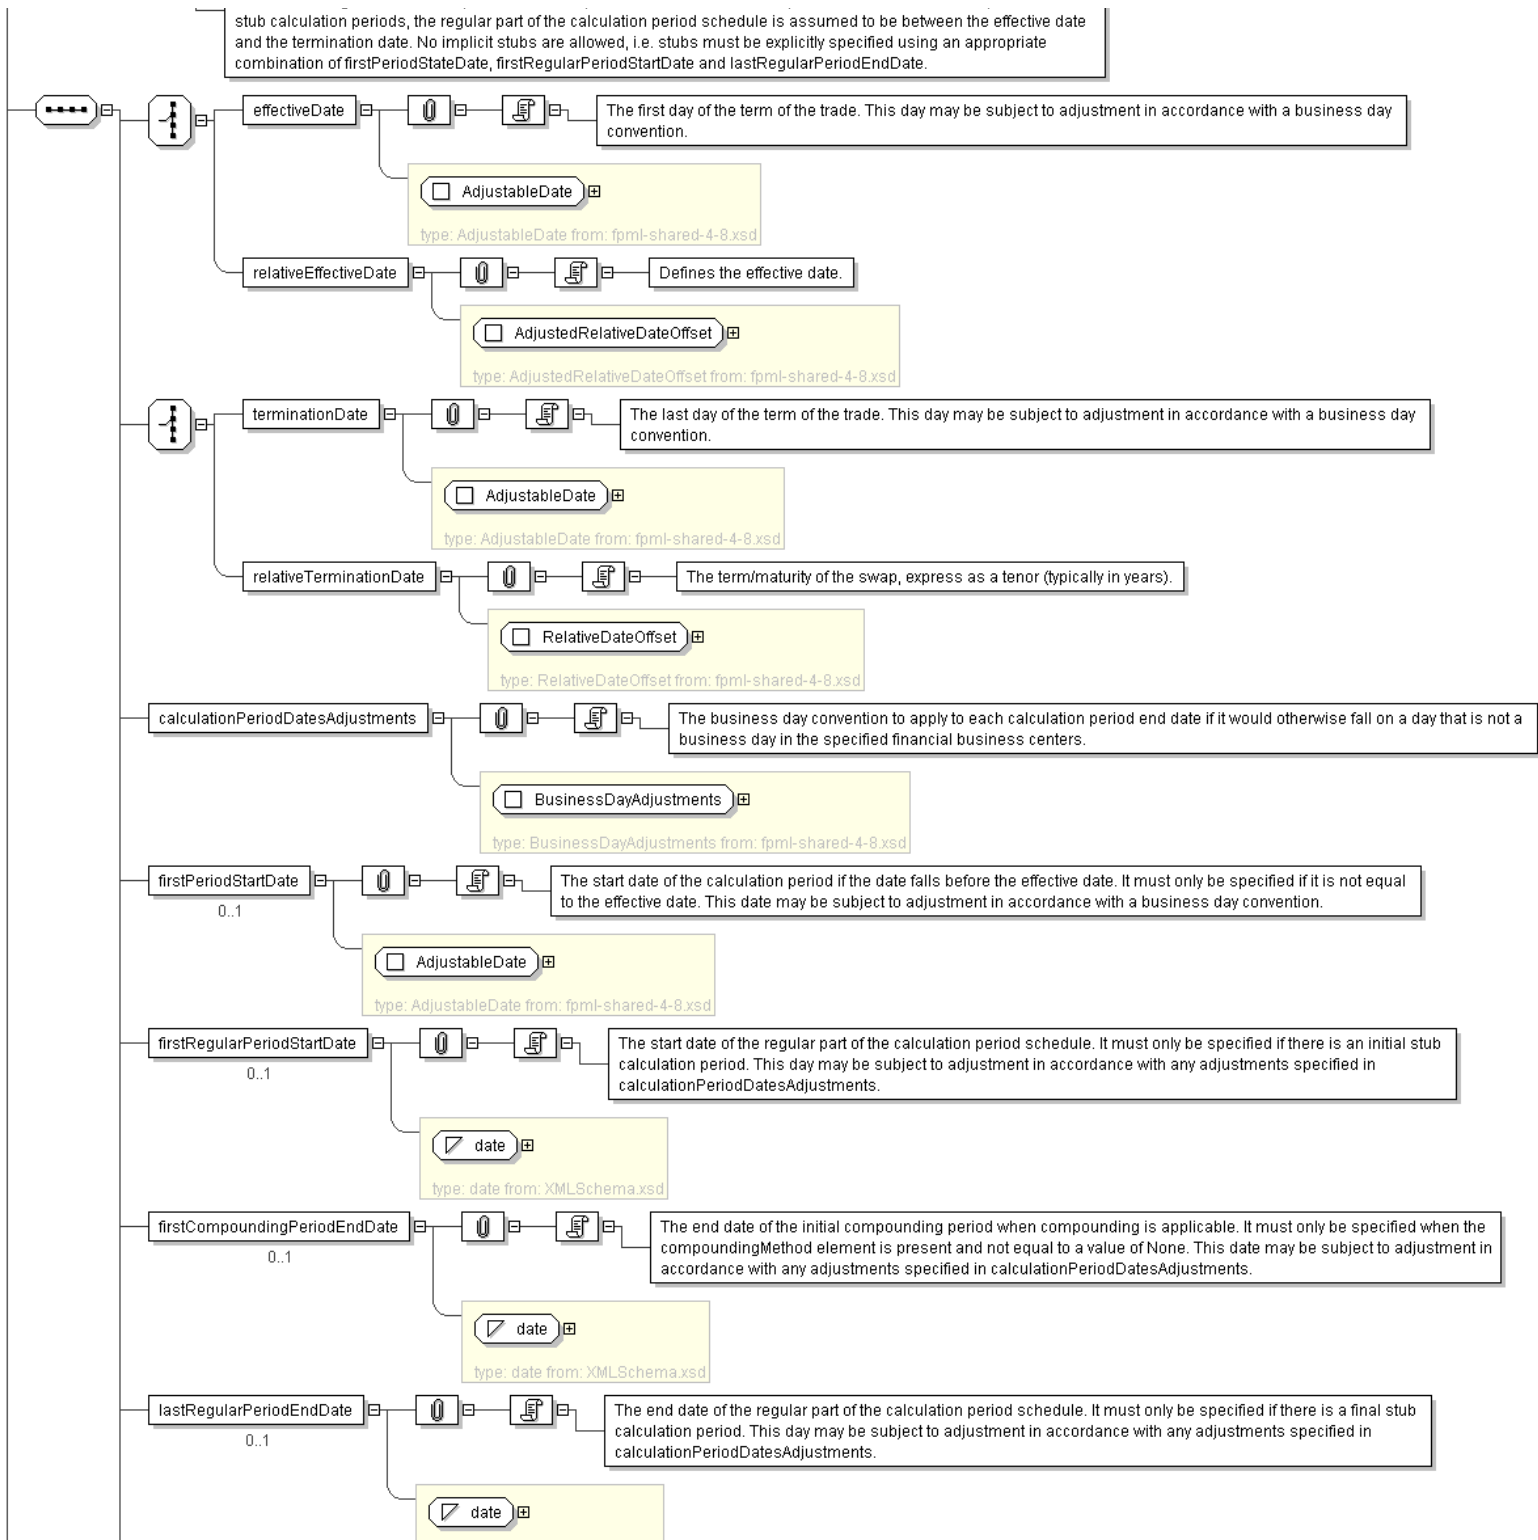 stub calculation periods, the regular part of the calculation period schedule is assumed to be between the effective date
and the termination date. No implicit stubs are allowed, i.e. stubs must be explicitly specified using an appropriate
combination of firstPeriodStateDate, firstRegularPeriodStartDate and lastRegularPeriodEndDate.
effectiveDate
The first day of the term of the trade. This day may be subject to adjustment in accordance with a business day
convention.
AdjustableDate
type: AdjustableDate from: fpml-shared-4-8.xsd
relativeEffectiveDate
Defines the effective date.
AdjustedRelativeDateOffset
type: AdjustedRelativeDateOffset from: fpml-shared-4-8.xsd
terminationDate
The last day of the term of the trade. This day may be subject to adjustment in accordance with a business day
convention.
AdjustableDate
type: AdjustableDate from: fpml-shared-4-8.xsd
relativeTerminationDate
The term/maturity of the swap, express as a tenor (typically in years).
RelativeDateOffset
type: RelativeDateOffset from: fpml-shared-4-8.xsd
calculationPeriodDatesAdjustments
The business day convention to apply to each calculation period end date if it would otherwise fall on a day that is not a
business day in the specified financial business centers.
BusinessDayAdjustments
type: BusinessDayAdjustments from: fpml-shared-4-8.xsd
firstPeriodStartDate
0..1
The start date of the calculation period if the date falls before the effective date. It must only be specified if it is not equal
to the effective date. This date may be subject to adjustment in accordance with a business day convention.
AdjustableDate
type: AdjustableDate from: fpml-shared-4-8.xsd
firstRegularPeriodStartDate
0..1
The start date of the regular part of the calculation period schedule. It must only be specified if there is an initial stub
calculation period. This day may be subject to adjustment in accordance with any adjustments specified in
calculationPeriodDatesAdjustments.
date
type: date from: XMLSchema.xsd
firstCompoundingPeriodEndDate
0..1
The end date of the initial compounding period when compounding is applicable. It must only be specified when the
compoundingMethod element is present and not equal to a value of None. This date may be subject to adjustment in
accordance with any adjustments specified in calculationPeriodDatesAdjustments.
date
type: date from: XMLSchema.xsd
lastRegularPeriodEndDate
0..1
The end date of the regular part of the calculation period schedule. It must only be specified if there is a final stub
calculation period. This day may be subject to adjustment in accordance with any adjustments specified in
calculationPeriodDatesAdjustments.
date